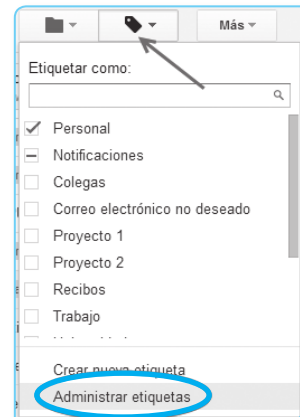 Más
Etiquetar como:
Personal
Notificaciones
Colegas
Correo electrónico no deseado
Proyecto 1
Proyecto 2
Recibos
Trabajo
Crear nueva etiqueta
Administrar etiquetas